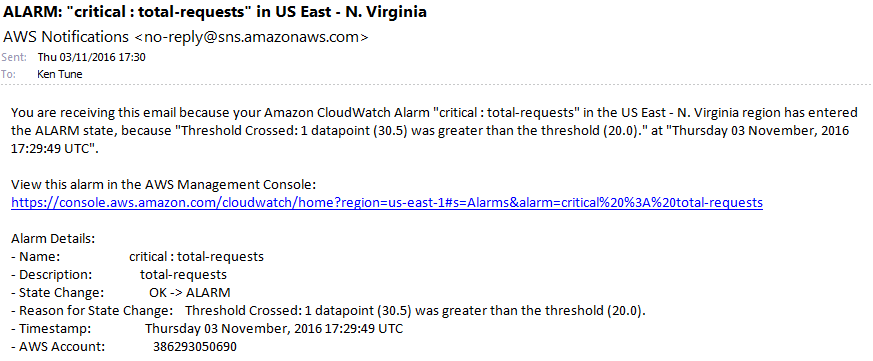 ALARM: "critical : total-requests" in US East - N. Virginia
AWS Notifications <no-reply@sns.amazonaws.com>
Sent: Thu 03/11/2016 17:30
To: Ken Tune
You are receiving this email because your Amazon CloudWatch Alarm "critical : total-requests" in the US East - N. Virginia region has entered
the ALARM state, because "Threshold Crossed: 1 datapoint (30.5) was greater than the threshold (20.0)." at "Thursday 03 November, 2016
17:29:49 UTC".
View this alarm in the AWS Management Console:
https://console.aws.amazon.com/cloudwatch/home?region=us-east-1#s=Alarms&alarm=critical%20%3A%20total-requests
Alarm Details:
- Name: critical : total-requests
- Description: total-requests
- State Change: OK -> ALARM
- Reason for State Change: Threshold Crossed: 1 datapoint (30.5) was greater than the threshold (20.0).
- Timestamp: Thursday 03 November, 2016 17:29:49 UTC
- AWS Account: 386293050690